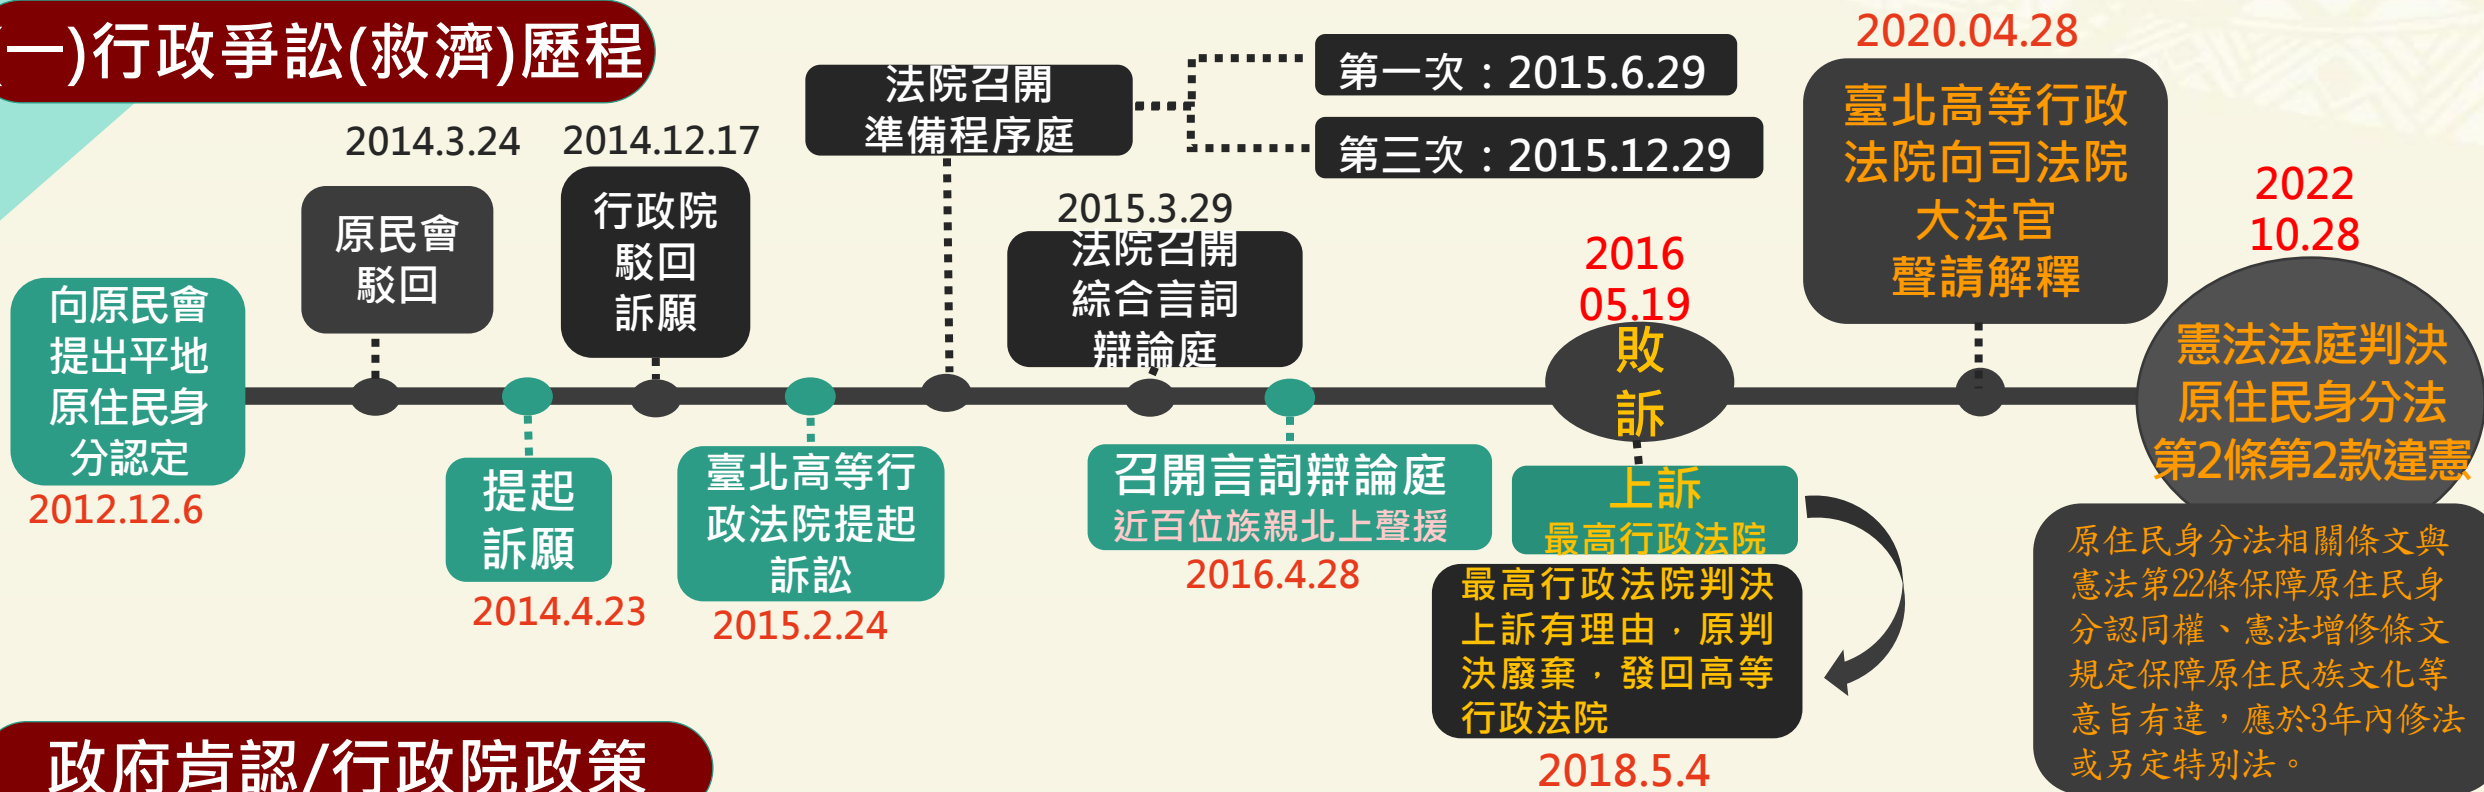 (一)行政爭訟(救濟)歷程
向原民會
提出平地
原住民身
分認定
2012.12.6
2014.3.24
原民會
駁回
提起
訴願
2014.4.23
2014.12.17
行政院
駁回
訴願
臺北高等行
政法院提起
訴訟
2015.2.24
法院召開
準備程序庭
第一次：2015.6.29
第三次：2015.12.29
2015.3.29
法院召開
綜合言詞
辯論庭
召開言詞辯論庭
近百位族親北上聲援
2016.4.28
2016
05.19
敗
訴
上訴
最高行政法院
最高行政法院判決
上訴有理由，原判
決廢棄，發回高等
行政法院
2018.5.4
2020.04.28
臺北高等行政
法院向司法院
大法官
聲請解釋
2022
10.28
憲法法庭判決
原住民身分法
第2條第2款違憲
原住民身分法相關條文與
憲法第22條保障原住民身
分認同權、憲法增修條文
規定保障原住民族文化等
意旨有違，應於3年內修法
或另定特別法。
政府肯認/行政院政策